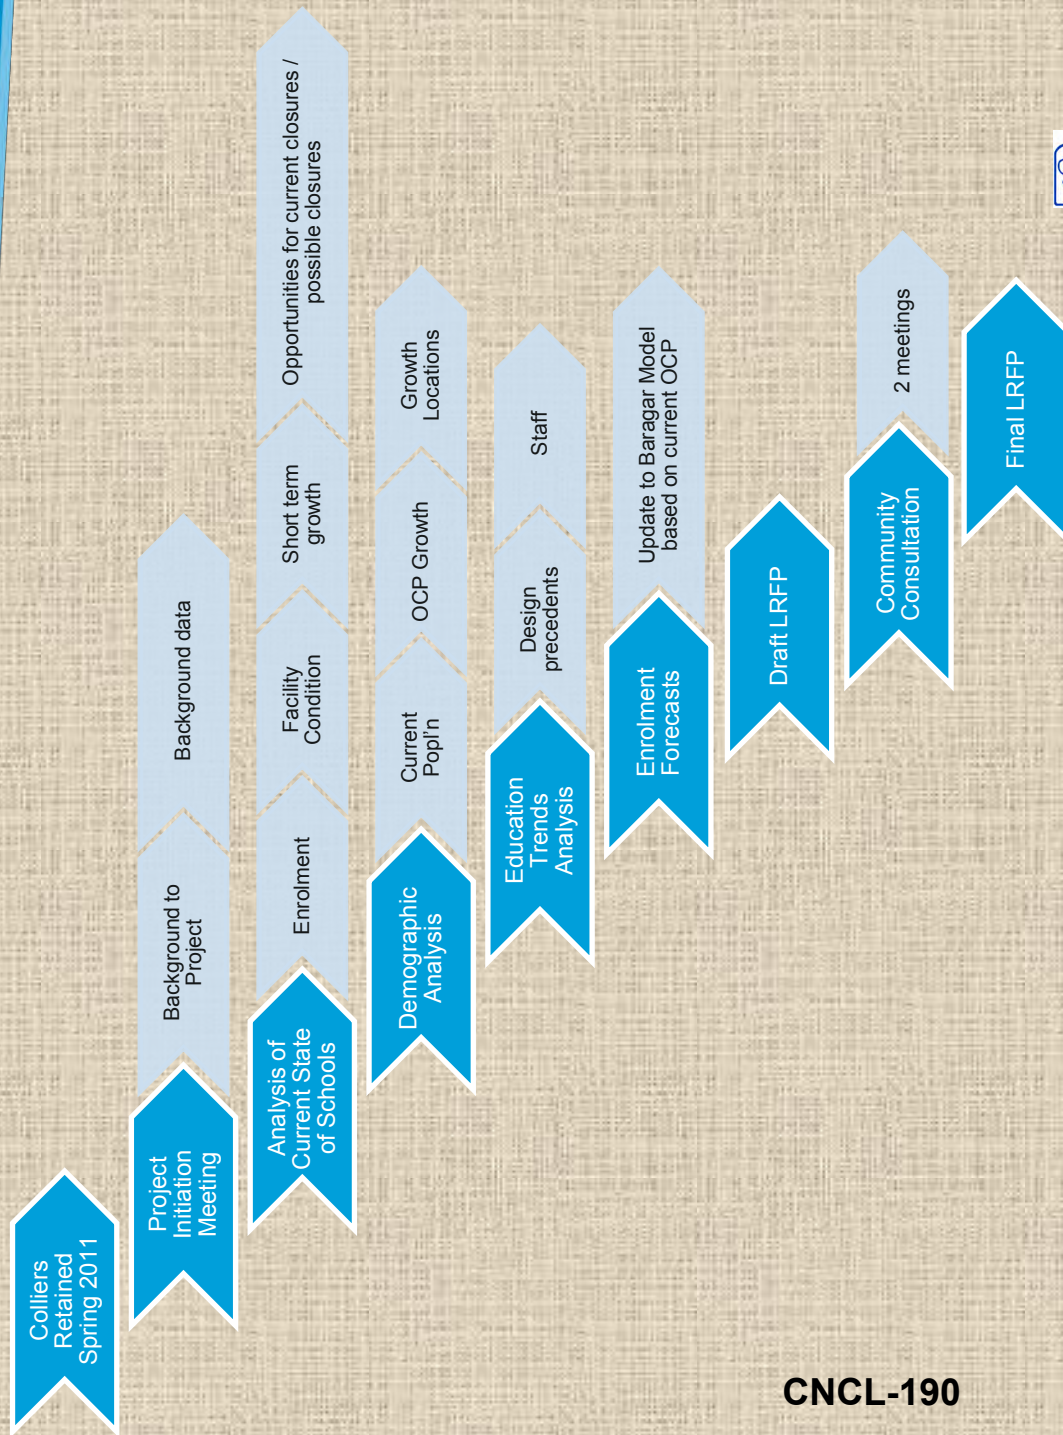 Colliers
Retained
Spring 2011
Project
Initiation
Meeting
Background to
Project
Background data
Analysis of
Current State
of Schools
Enrolment
Facility
Condition
Short term
growth
Opportunities for current closures /
possible closures
Demographic
Analysis
Current
Popl'n
OCP Growth
Growth
Locations
Education
Trends
Analysis
Design
precedents
Staff
Enrolment
Forecasts
Update to Baragar Model
based on current OCP
Draft LRFP
Community
Consultation
2 meetings
Final LRFP
CNCL-190